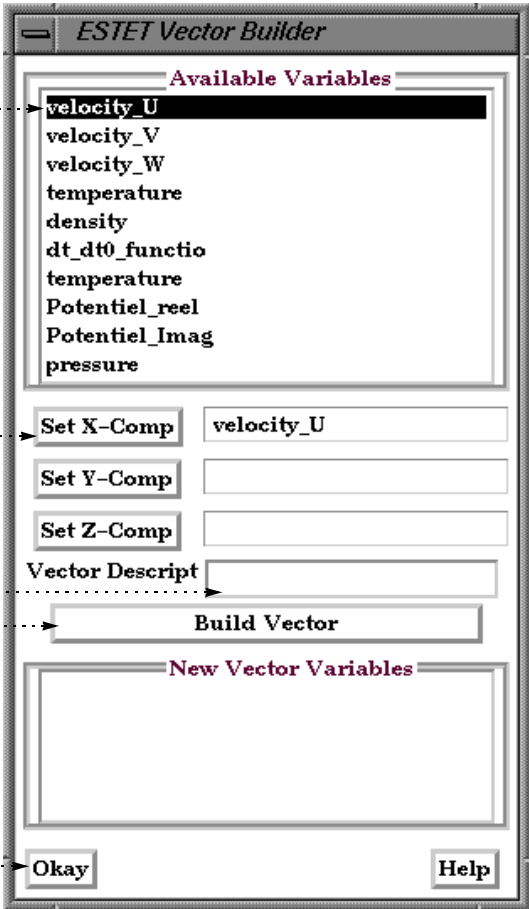 ESTET Vector Builder
Available Variables
velocity_U
velocity_V
velocity_W
temperature
density
dt_dt0_functio
temperature
Potentiel_reel
Potentiel_Imag
pressure
Set X-Comp velocity_U
Set Y-Comp
Set Z-Comp
Vector Descript
Build Vector
New Vector Variables
Okay Help